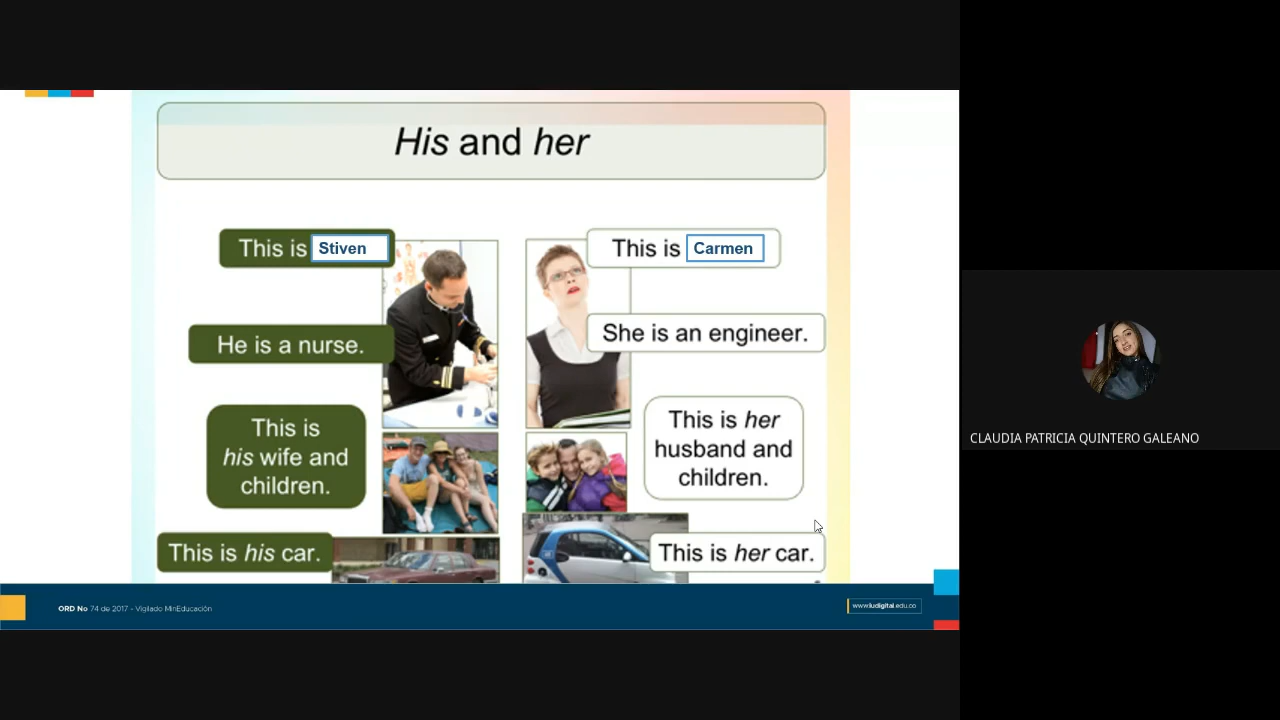 His and her
This is Stiven
He is a nurse.
This is
his wife and
children.
This is his car.
This is Carmen
She is an engineer.
This is her
husband and
children.
This is her car.
ORD No 74 de 2017 - Vigilado MinEducación
www.iudigital.edu.co
CLAUDIA PATRICIA QUINTERO GALEANO